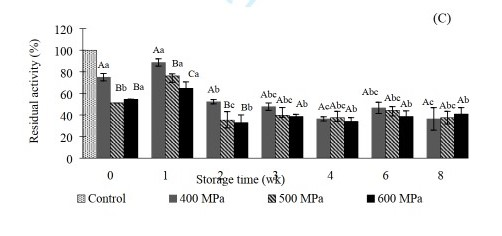 (C)
120
100
80
60
40
20
0
Residual activity (%)
Aa Bb Ba
Aa Ba Ca
Ab Bc Bb
Abc Abc Ab
Ac Abc Ab
Abc Abc Ab
Ac Ab Ab
0 1 2 3 4 6 8
Storage time (wk)
Control 400 MPa 500 MPa 600 MPa